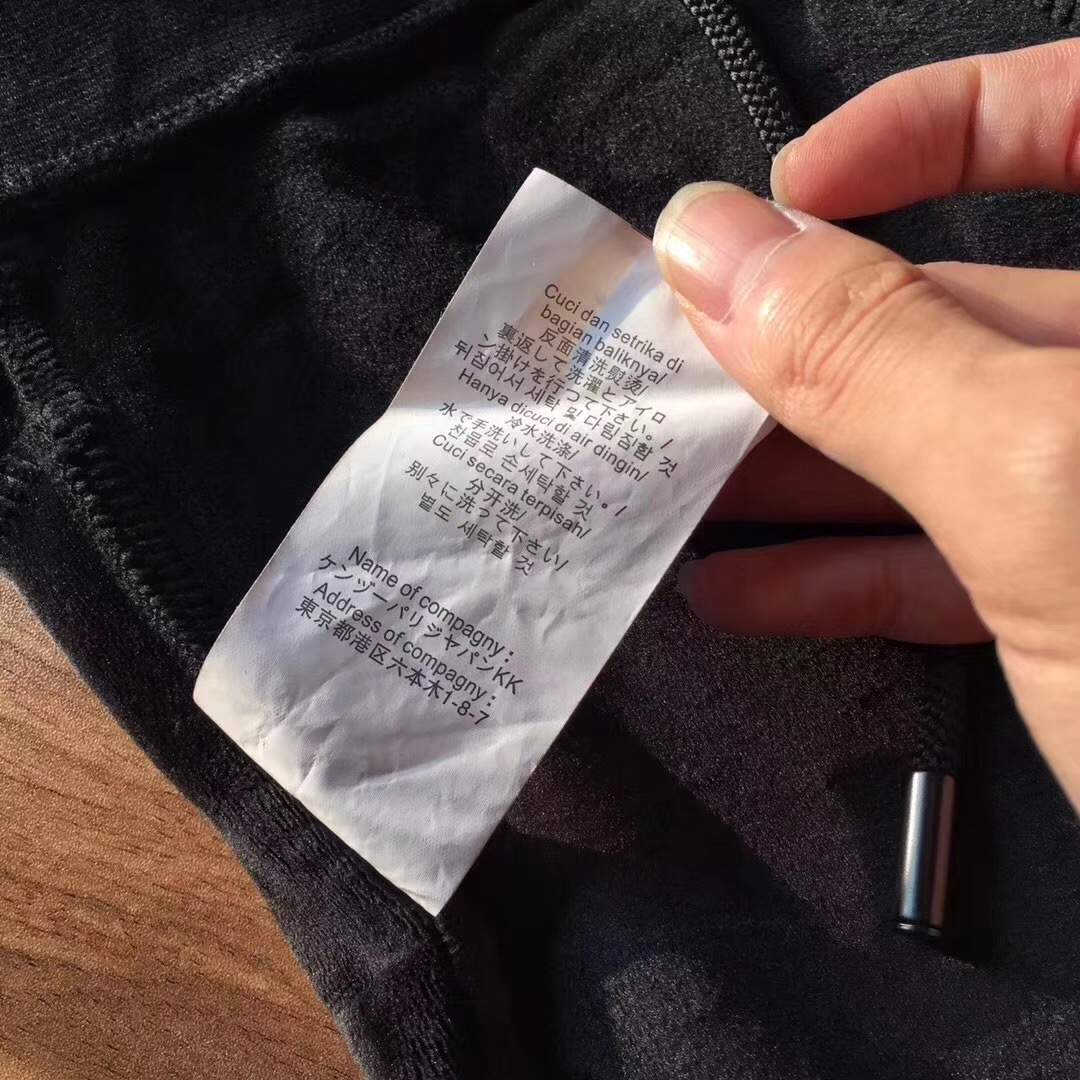 Cuci dan setrika di
bagian baliknya/
反面清洗熨烫/
裏返して洗濯とアイロ
ン掛けを行って下さい。/
뒤집어서 세탁 및 다림짐할 것
Hanya dicuci di air dingin/
冷水洗涤/
水で手洗いして下さい。/
찬믈로 손세탁할 것
Cuci secara terpisah/
分开洗/
別々に洗って下さい/
별도 세탁할 것
Name of compagny :
ケンゾーパリジャパンKK
Address of compagny :
東京都港区六本木1-8-7